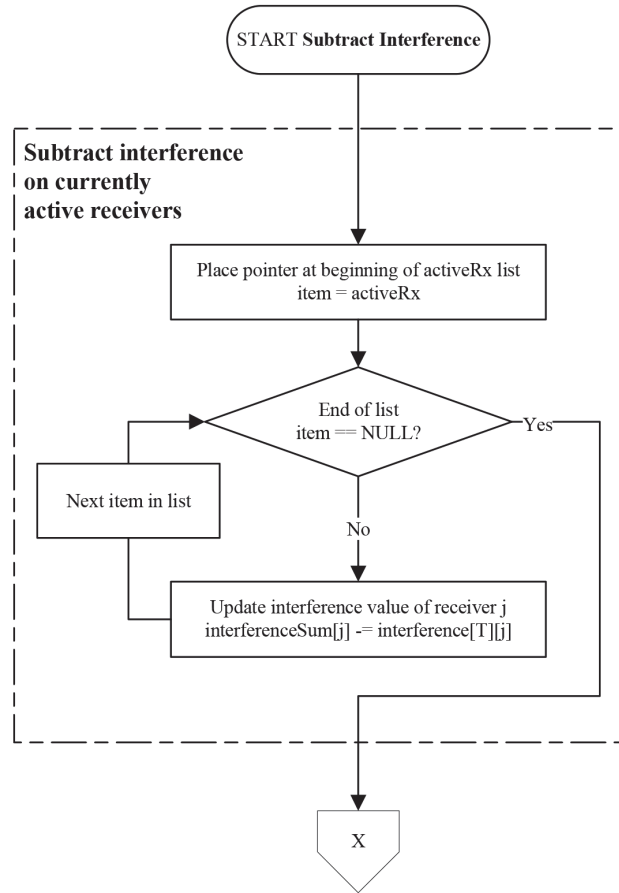 START Subtract Interference
Subtract interference
on currently
active receivers
Place pointer at beginning of activeRx list
item = activeRx
End of list
item == NULL?
Yes
No
Next item in list
Update interference value of receiver j
interferenceSum[j] -= interference[T][j]
X